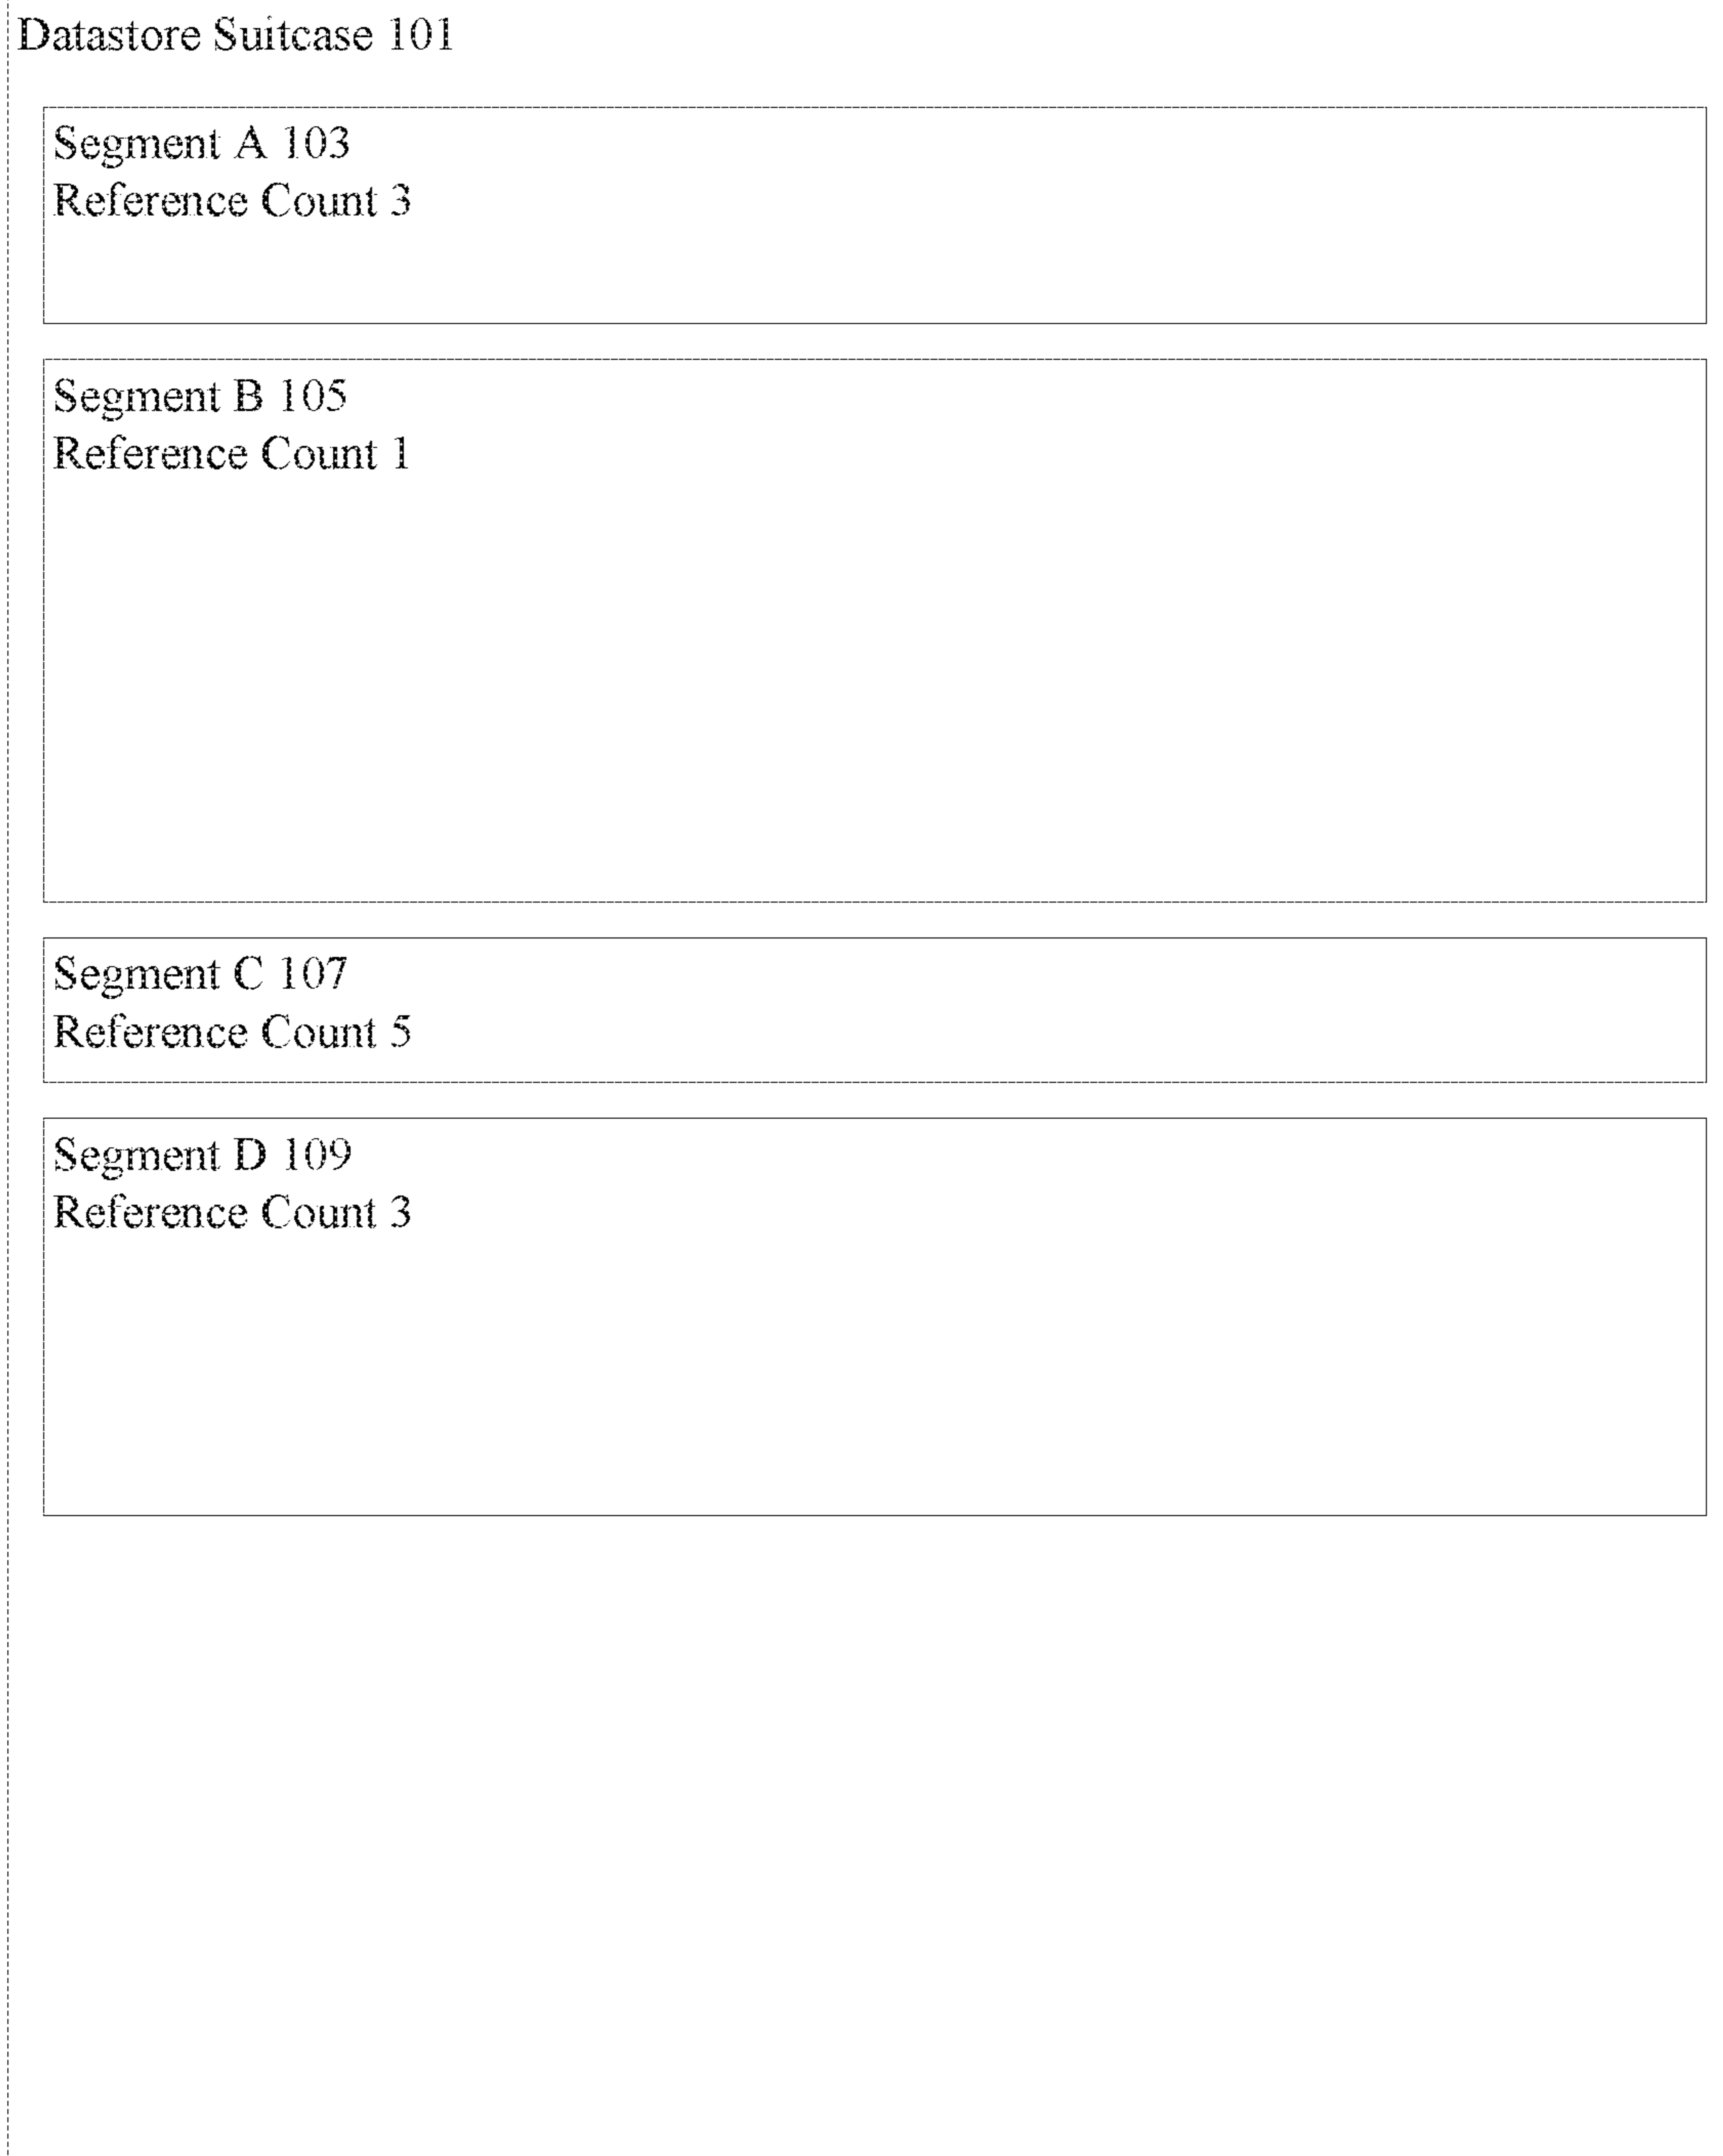 Datastore Suitcase 101
Segment A 103
Reference Count 3
Segment B 105
Reference Count 1
Segment C 107
Reference Count 5
Segment D 109
Reference Count 3